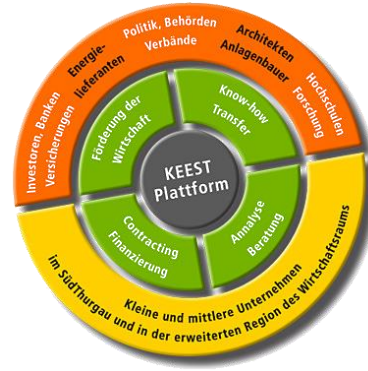 Investoren, Banken
Versicherungen
Energie-
lieferanten
Politik, Behörden
Verbände
Architekten
Anlagenbauer
Hochschulen
Forschung
Förderung der
Wirtschaft
Know-how
Transfer
KEEST
Plattform
Contracting
Finanzierung
Annalyse
Beratung
Kleine und mittlere Unternehmen
im SüdThurgau und in der erweiterten Region des Wirtschaftsraums